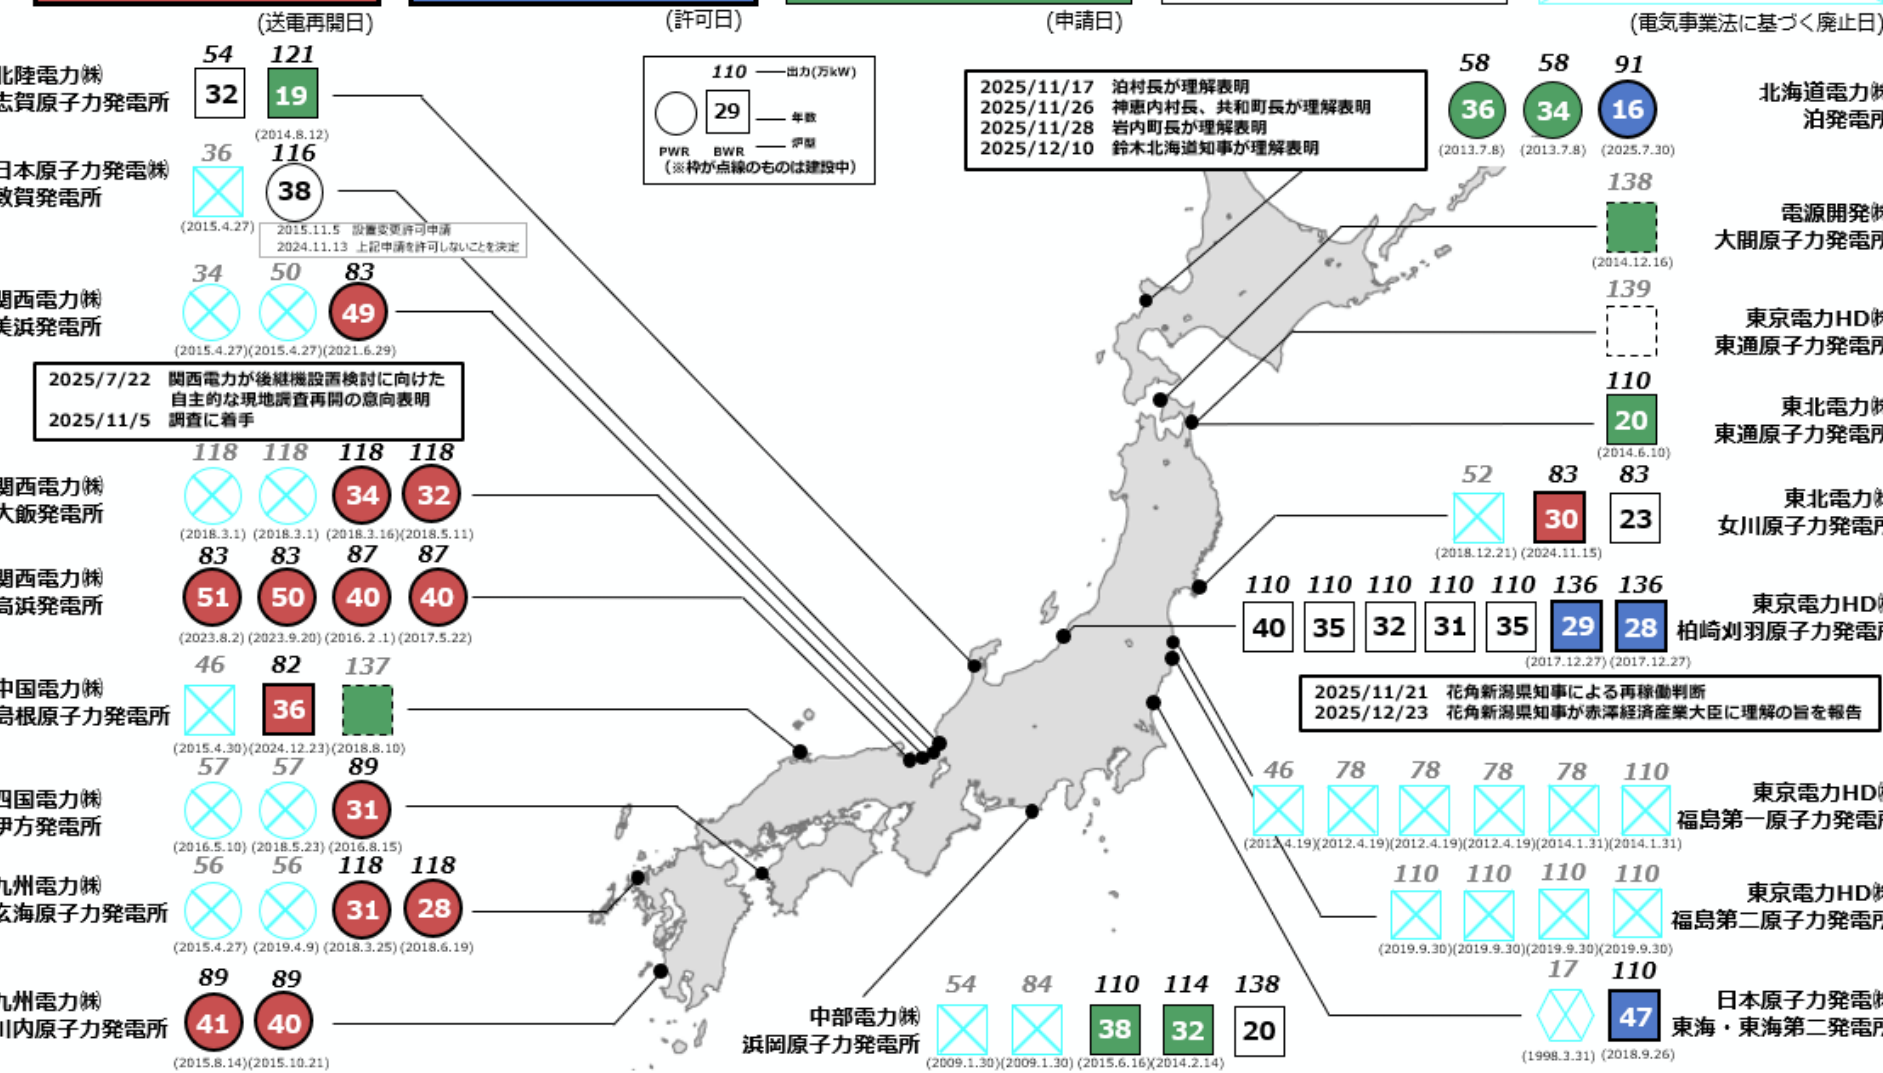 (送電再開日)
(許可日)
(申請日)
(電気事業法に基づく廃止日)
54 121
北陸電力㈱
志賀原子力発電所
32 19
(2014.8.12)
36 116
日本原子力発電㈱
敦賀発電所
38
(2015.4.27)
2015.11.5 設置変更許可申請
2024.11.13 上記申請を許可しないことを決定
34 50 83
関西電力㈱
美浜発電所
49
(2015.4.27)(2015.4.27)(2021.6.29)
2025/7/22 関西電力が後継機設置検討に向けた
自主的な現地調査再開の意向表明
2025/11/5 調査に着手
118 118 118 118
関西電力㈱
大飯発電所
34 32
(2018.3.1) (2018.3.1) (2018.3.16)(2018.5.11)
83 83 87 87
関西電力㈱
高浜発電所
51 50 40 40
(2023.8.2) (2023.9.20) (2016.2.1) (2017.5.22)
46 82 137
中国電力㈱
島根原子力発電所
36
(2015.4.30)(2024.12.23)(2018.8.10)
57 57 89
四国電力㈱
伊方発電所
31
(2016.5.10) (2018.5.23) (2016.8.15)
56 56 118 118
九州電力㈱
玄海原子力発電所
31 28
(2015.4.27) (2019.4.9) (2018.3.25) (2018.6.19)
89 89
九州電力㈱
川内原子力発電所
41 40
(2015.8.14) (2015.10.21)
110 出力(万kW)
29 年数
PWR BWR 炉型
(※枠が点線のものは建設中)
2025/11/17 泊村長が理解表明
2025/11/26 神恵内村長、共和町長が理解表明
2025/11/28 岩内町長が理解表明
2025/12/10 鈴木北海道知事が理解表明
58 58 91
36 34 16
北海道電力㈱
泊発電所
(2013.7.8) (2013.7.8) (2025.7.30)
138
電源開発㈱
大間原子力発電所
(2014.12.16)
139
東京電力HD㈱
東通原子力発電所
110
20
東北電力㈱
東通原子力発電所
(2014.6.10)
52 83 83
30 23
東北電力㈱
女川原子力発電所
(2018.12.21) (2024.11.15)
110 110 110 110 110 136 136
40 35 32 31 35 29 28
東京電力HD㈱
柏崎刈羽原子力発電所
(2017.12.27) (2017.12.27)
2025/11/21 花角新潟県知事による再稼働判断
2025/12/23 花角新潟県知事が赤澤経済産業大臣に理解の旨を報告
46 78 78 78 78 110
東京電力HD㈱
福島第一原子力発電所
(2012.4.19)(2012.4.19)(2012.4.19)(2012.4.19)(2014.1.31)(2014.1.31)
110 110 110 110
東京電力HD㈱
福島第二原子力発電所
(2019.9.30)(2019.9.30)(2019.9.30)(2019.9.30)
17 110
47
日本原子力発電㈱
東海・東海第二発電所
(1998.3.31) (2018.9.26)
54 84 110 114 138
中部電力㈱
浜岡原子力発電所
38 32 20
(2009.1.30) (2009.1.30) (2015.6.16)(2014.2.14)